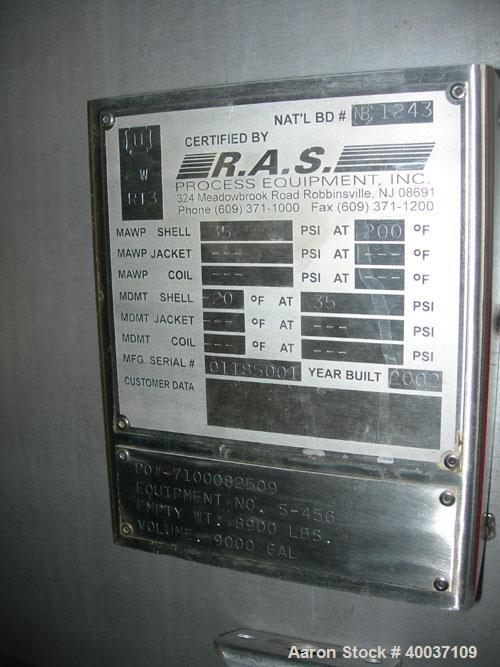 NAT'L BD # NB 1243
U
W
RT3
CERTIFIED BY
R.A.S.
PROCESS EQUIPMENT, INC.
324 Meadowbrook Road Robbinsville, NJ 08691
Phone (609) 371-1000 Fax (609) 371-1200
MAWP SHELL 35 PSI AT 200 °F
MAWP JACKET --- PSI AT --- °F
MAWP COIL --- PSI AT --- °F
MDMT SHELL -20 °F AT 35 PSI
MDMT JACKET --- °F AT --- PSI
MDMT COIL --- °F AT --- PSI
MFG. SERIAL # 01185001 YEAR BUILT 2002
CUSTOMER DATA
PO#-7100082509
EQUIPMENT NO. S-456
EMPTY WT. 8900 LBS.
VOLUME. 9000 GAL
Aaron Stock # 40037109